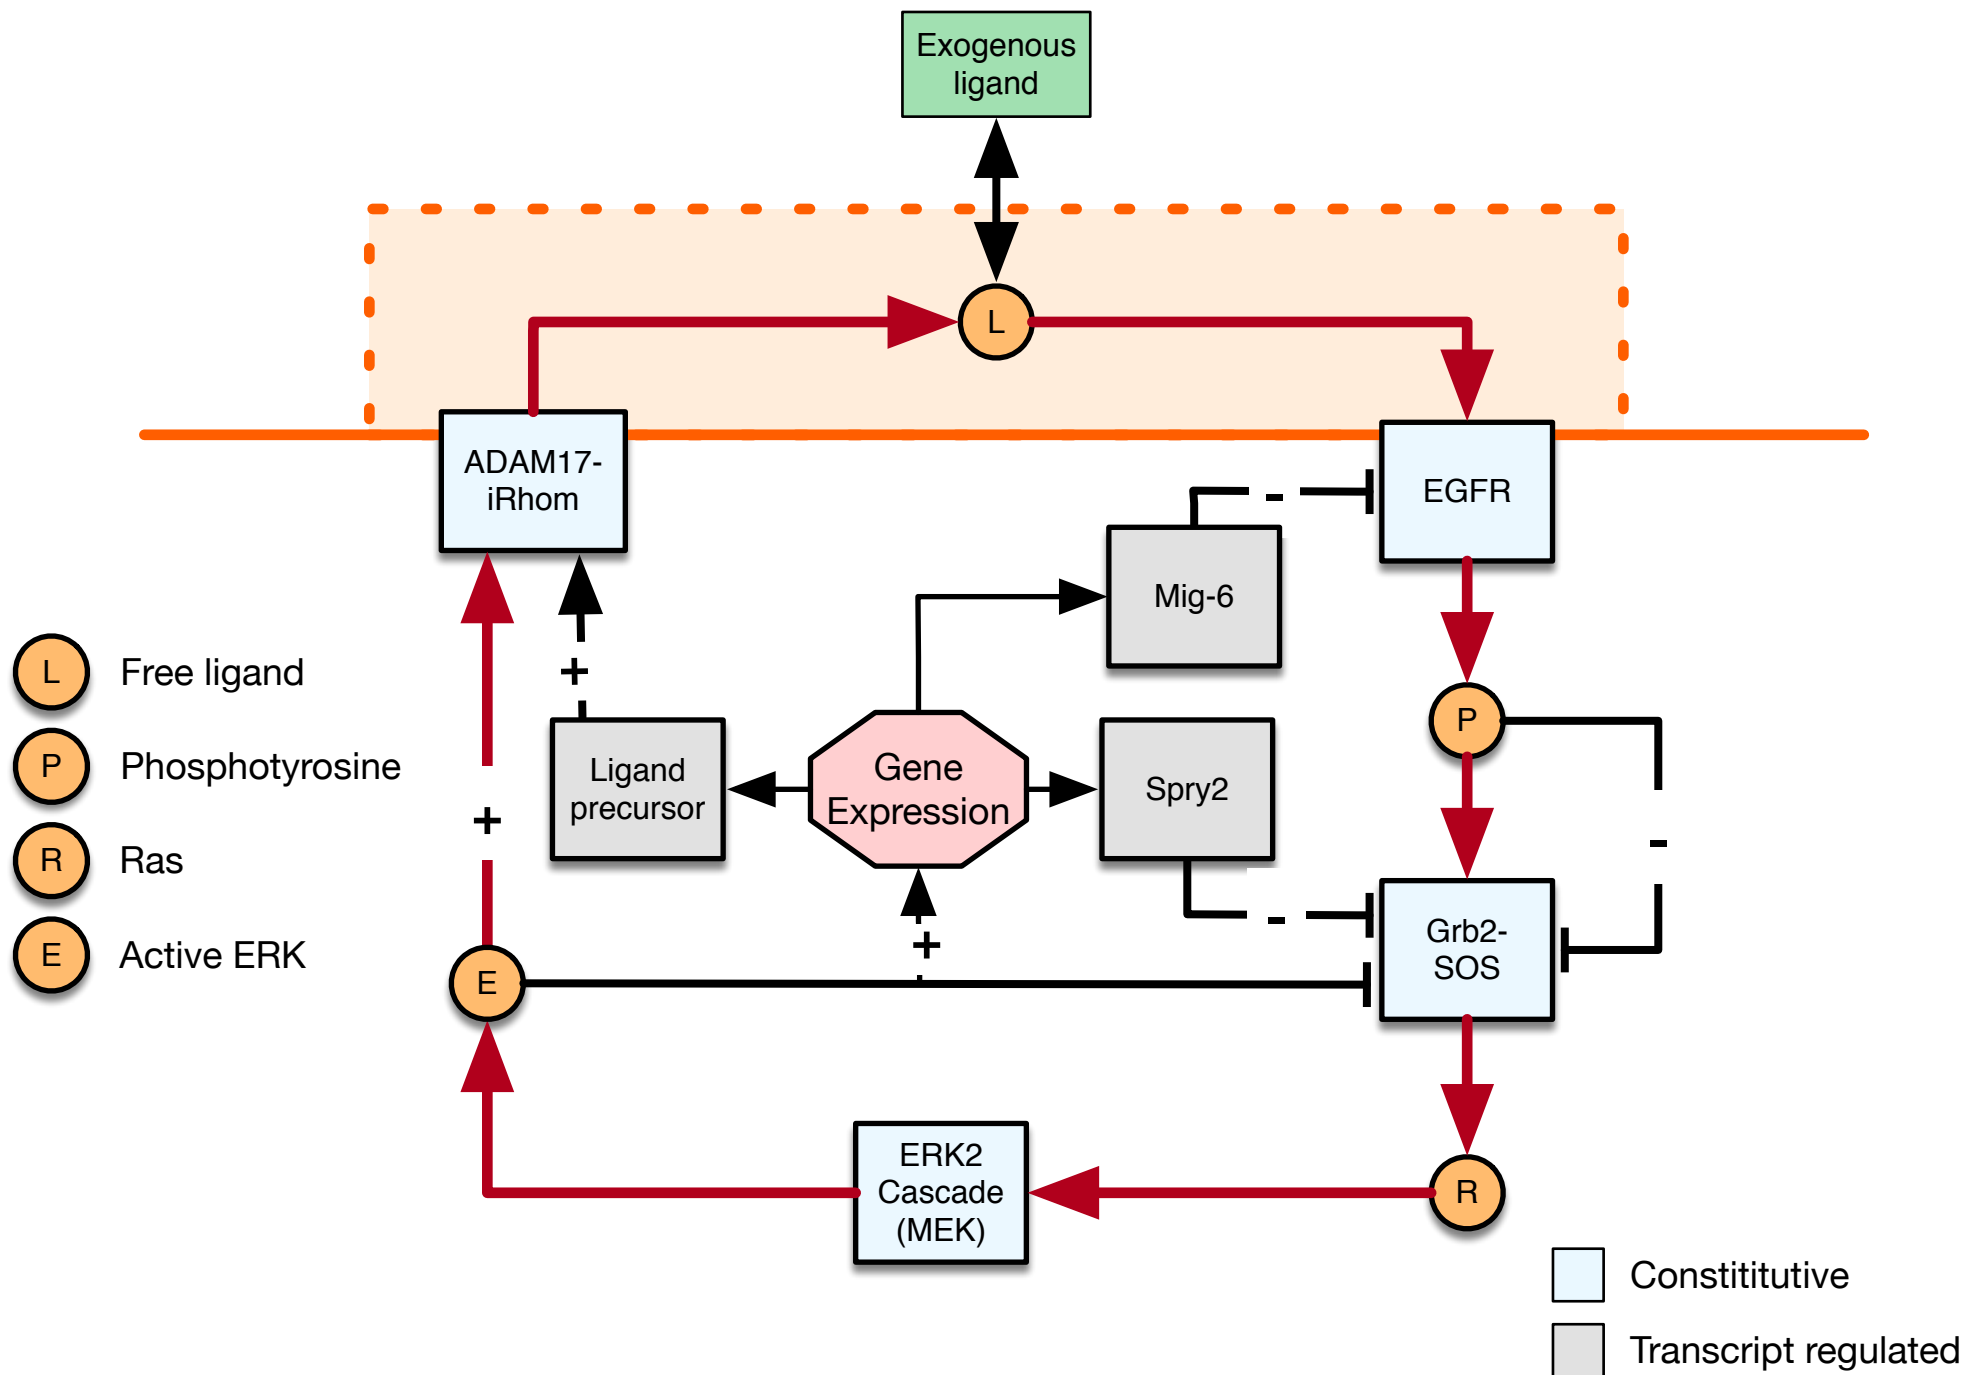 Exogenous
ligand
L
ADAM17-
iRhom
EGFR
-
Mig-6
+
L Free ligand
P
P Phosphotyrosine
Ligand
precursor
Gene
Expression
Spry2
+
-
R Ras
-
+
Grb2-
SOS
E Active ERK
E
ERK2
Cascade
(MEK)
R
Constititutive
Transcript regulated